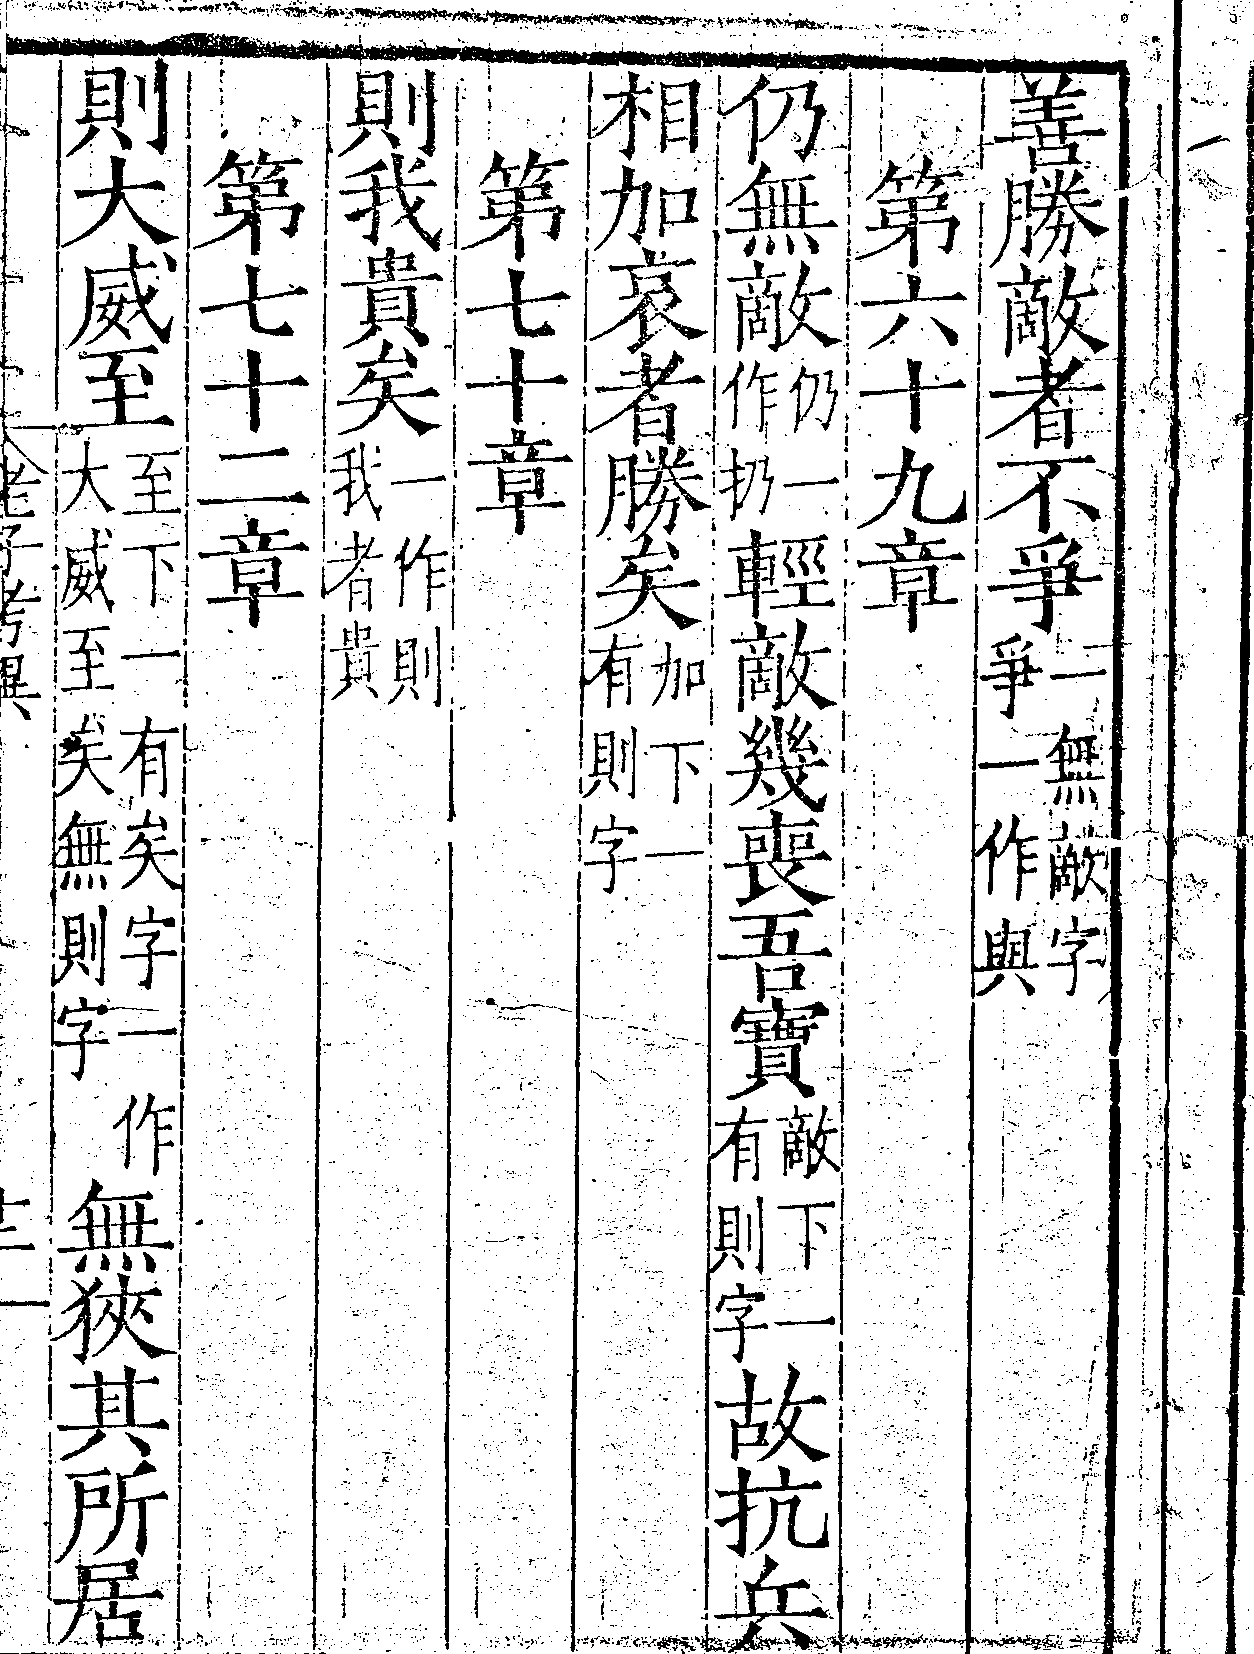 善勝敵者不爭一無敵字爭一作與
第六十九章
仍無敵仍一作扔輕敵幾喪吾寶敵下一有則字故抗兵
相加哀者勝矣加下一有則字
第七十章
則我貴矣一作則我者貴
第七十二章
則大威至至下一有矣字一作大威至矣無則字無狹其所居
老子考異